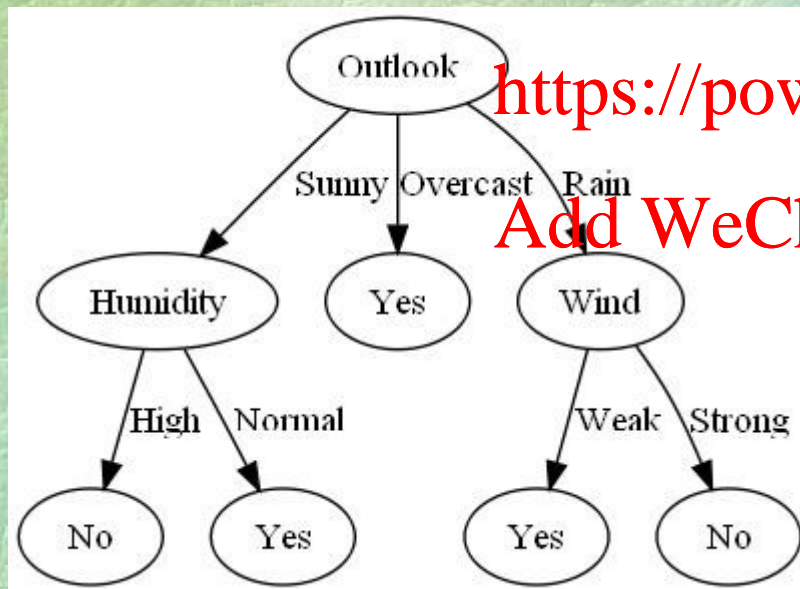 Outlook
https://pow
Sunny Overcast Rain
Add WeCh
Humidity Yes Wind
High Normal Weak Strong
No Yes Yes No